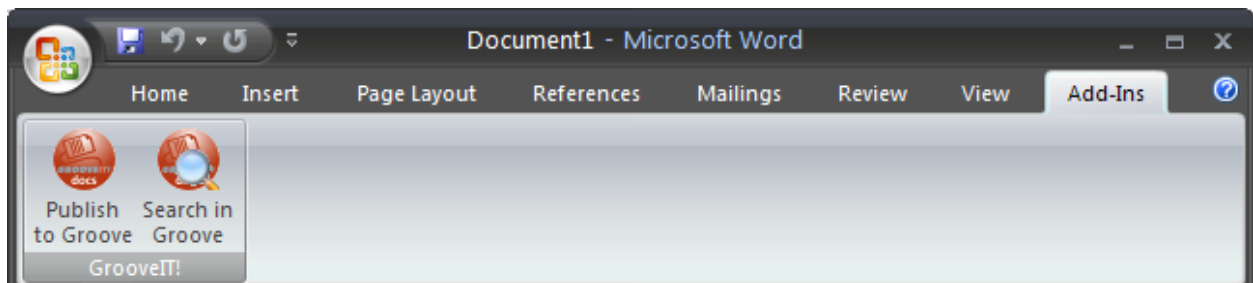 Document1 - Microsoft Word
Home Insert Page Layout References Mailings Review View Add-Ins
Publish to Groove
Search in Groove
GrooveIT!
docs